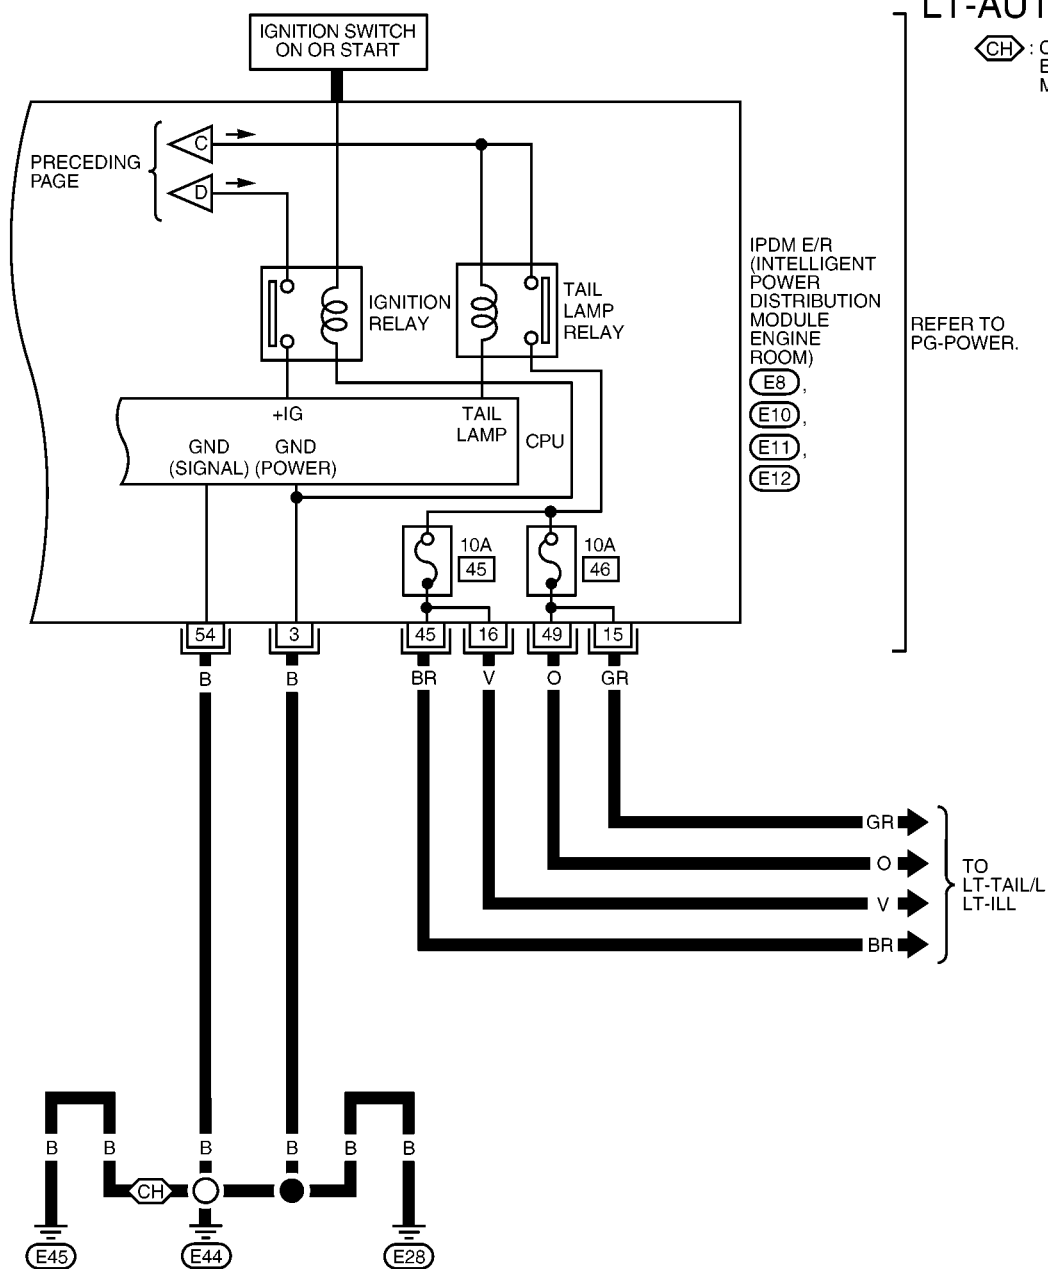 LT-AUT
IGNITION SWITCH
ON OR START
CH : C
E
M
PRECEDING
PAGE
C
D
IGNITION
RELAY
TAIL
LAMP
RELAY
IPDM E/R
(INTELLIGENT
POWER
DISTRIBUTION
MODULE
ENGINE
ROOM)
E8 ,
E10 ,
E11 ,
E12
REFER TO
PG-POWER.
+IG
TAIL
LAMP
CPU
GND
(SIGNAL)
GND
(POWER)
10A
45
10A
46
54 3 45 16 49 15
B B BR V O GR
GR
O
V
BR
TO
LT-TAIL/L
LT-ILL
B B B B B B
CH
E45 E44 E28